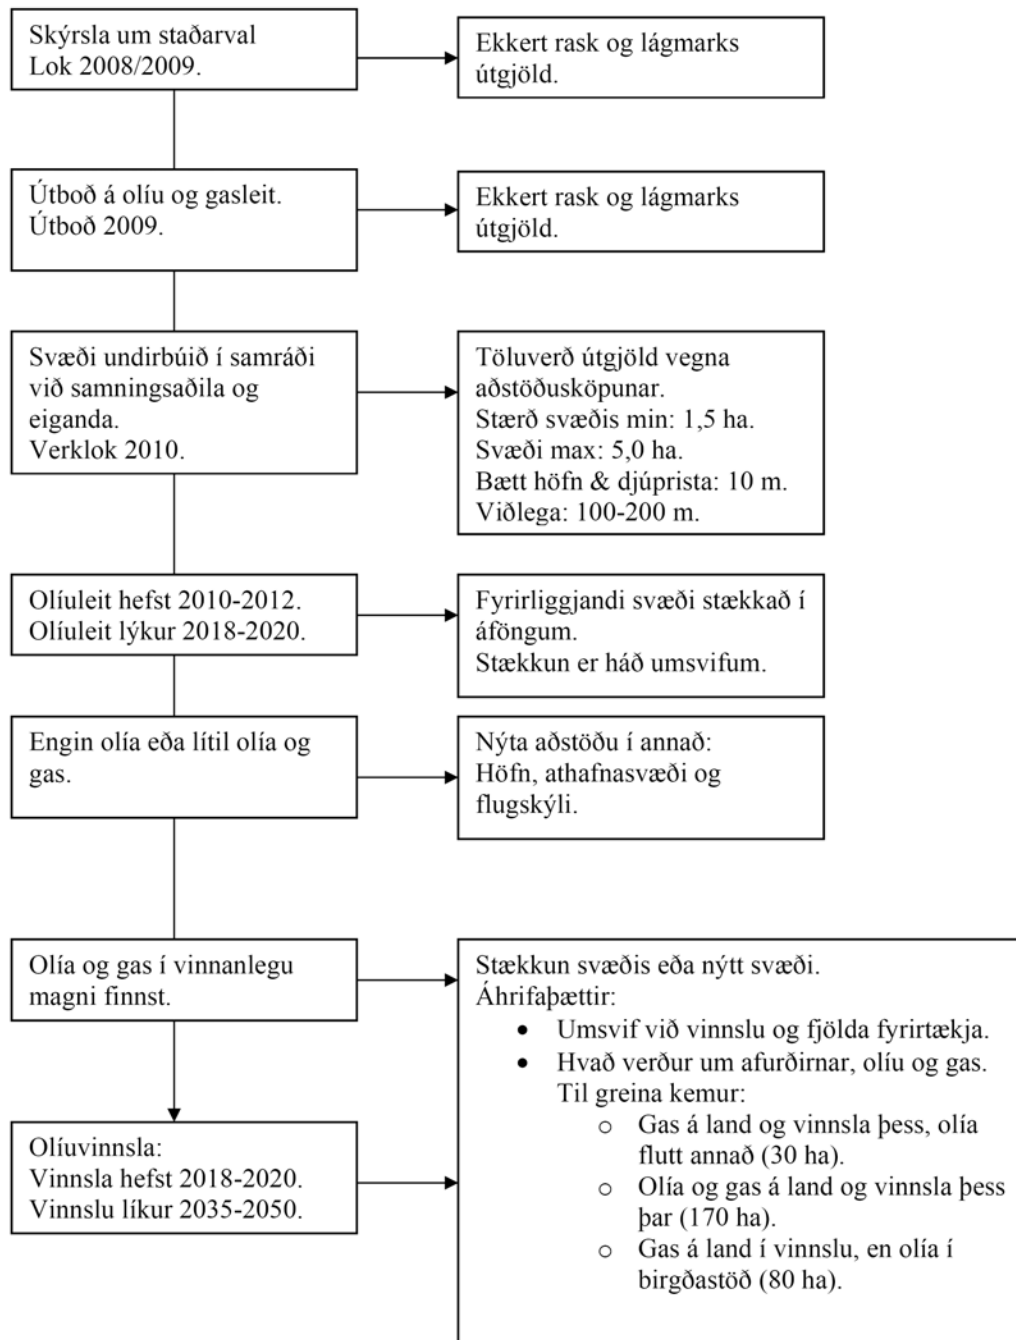 Skýrsla um staðarval
Lok 2008/2009.
Ekkert rask og lágmarks
útgjöld.
Útboð á olíu og gasleit.
Útboð 2009.
Ekkert rask og lágmarks
útgjöld.
Svæði undirbúið í samráði
við samningsaðila og
eiganda.
Verklok 2010.
Töluverð útgjöld vegna
aðstöðusköpunar.
Stærð svæðis min: 1,5 ha.
Svæði max: 5,0 ha.
Bætt höfn & djúprista: 10 m.
Viðlega: 100-200 m.
Olíuleit hefst 2010-2012.
Olíuleit lýkur 2018-2020.
Fyrirliggjandi svæði stækkað í
áföngum.
Stækkun er háð umsvifum.
Engin olía eða lítil olía og
gas.
Nýta aðstöðu í annað:
Höfn, athafnasvæði og
flugskýli.
Olía og gas í vinnanlegu
magni finnst.
Stækkun svæðis eða nýtt svæði.
Áhrifaþættir:
• Umsvif við vinnslu og fjölda fyrirtækja.
• Hvað verður um afurðirnar, olíu og gas.
Til greina kemur:
o Gas á land og vinnsla þess, olía
flutt annað (30 ha).
o Olía og gas á land og vinnsla þess
þar (170 ha).
o Gas á land í vinnslu, en olía í
birgðastöð (80 ha).
Olíuvinnsla:
Vinnsla hefst 2018-2020.
Vinnslu líkur 2035-2050.